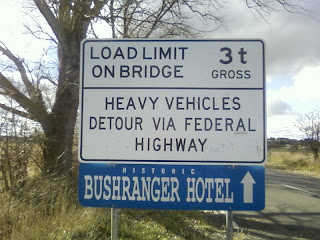 LOAD LIMIT 3t
ON BRIDGE GROSS
HEAVY VEHICLES
DETOUR VIA FEDERAL
HIGHWAY
HISTORIC
BUSHRANGER HOTEL